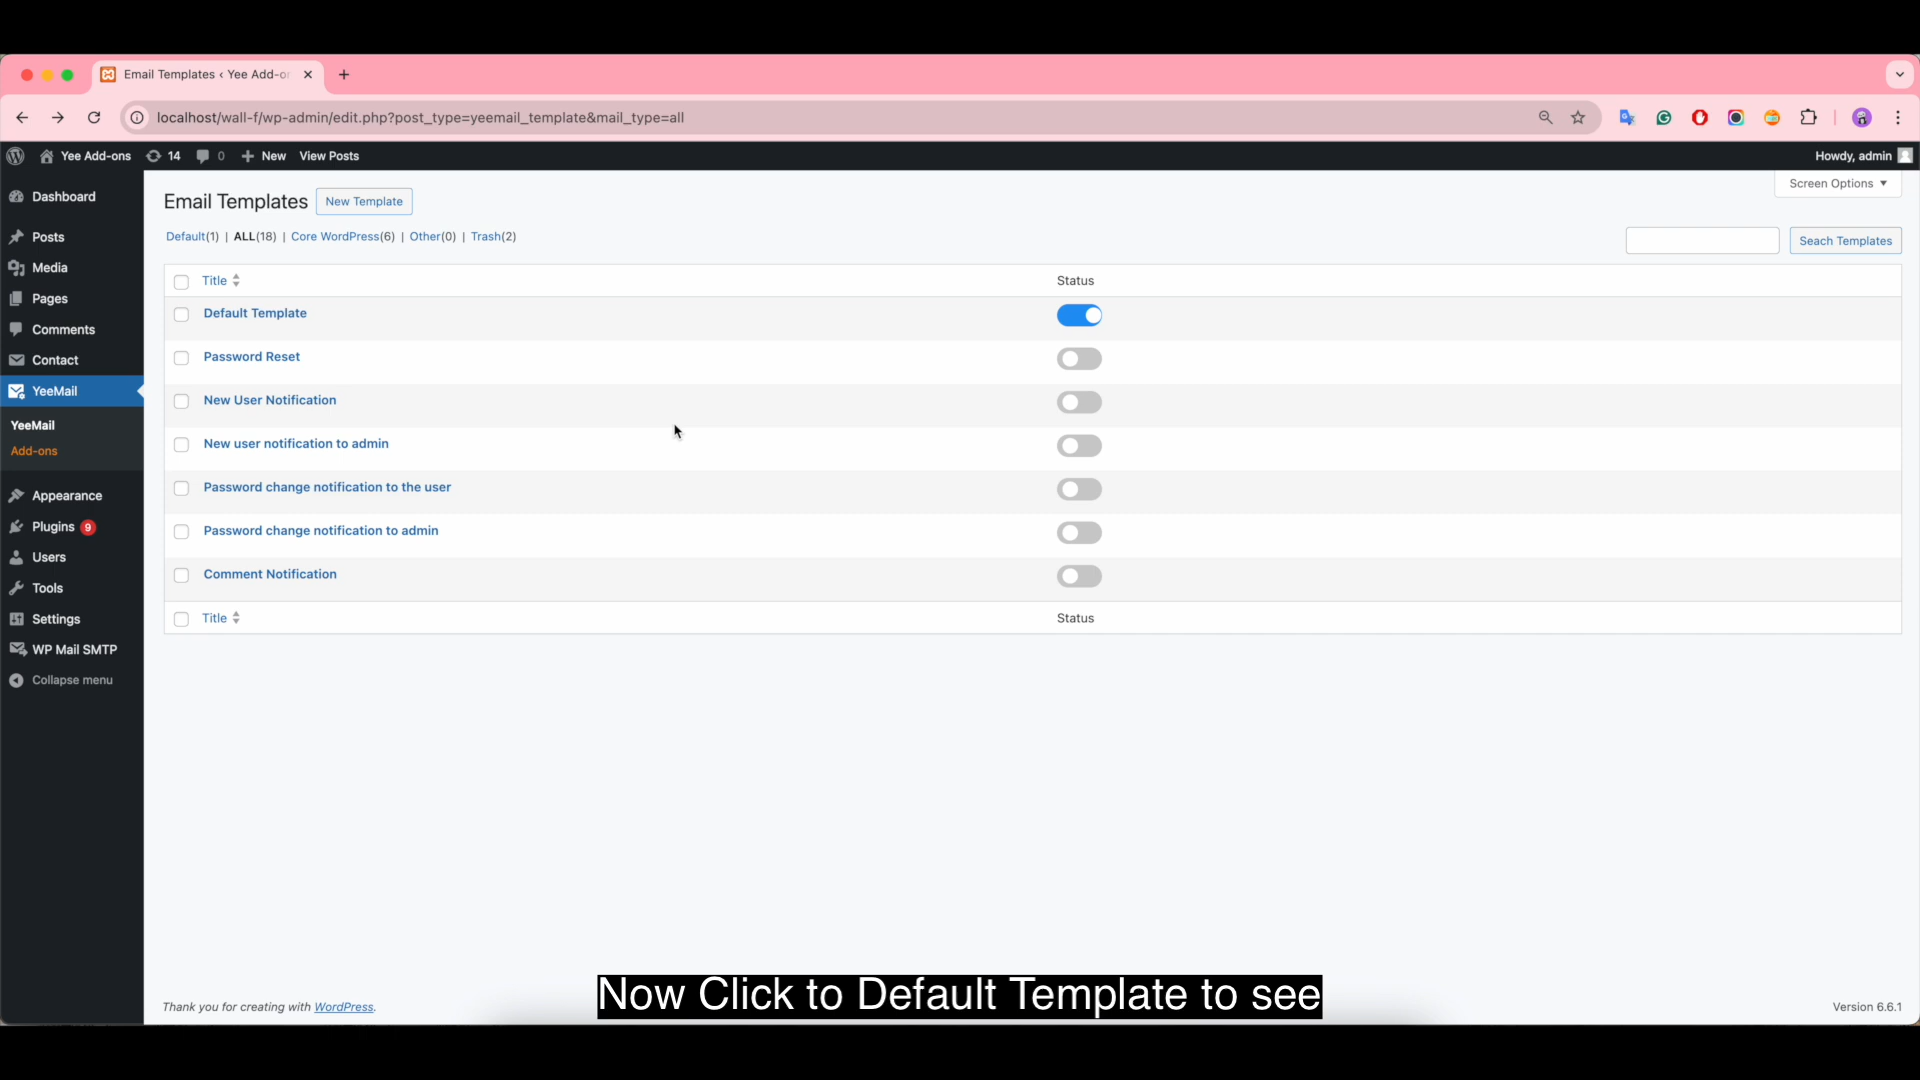 Email Templates ‹ Yee Add-o
localhost/wall-f/wp-admin/edit.php?post_type=yeemail_template&mail_type=all
Yee Add-ons 14 0 New View Posts Howdy, admin
Screen Options
Dashboard
Posts
Media
Pages
Comments
Contact
YeeMail
YeeMail
Add-ons
Appearance
Plugins 9
Users
Tools
Settings
WP Mail SMTP
Collapse menu
Email Templates New Template
Default(1) | ALL(18) | Core WordPress(6) | Other(0) | Trash(2)
Seach Templates
Title Status
Default Template
Password Reset
New User Notification
New user notification to admin
Password change notification to the user
Password change notification to admin
Comment Notification
Title Status
Now Click to Default Template to see
Thank you for creating with WordPress.
Version 6.6.1